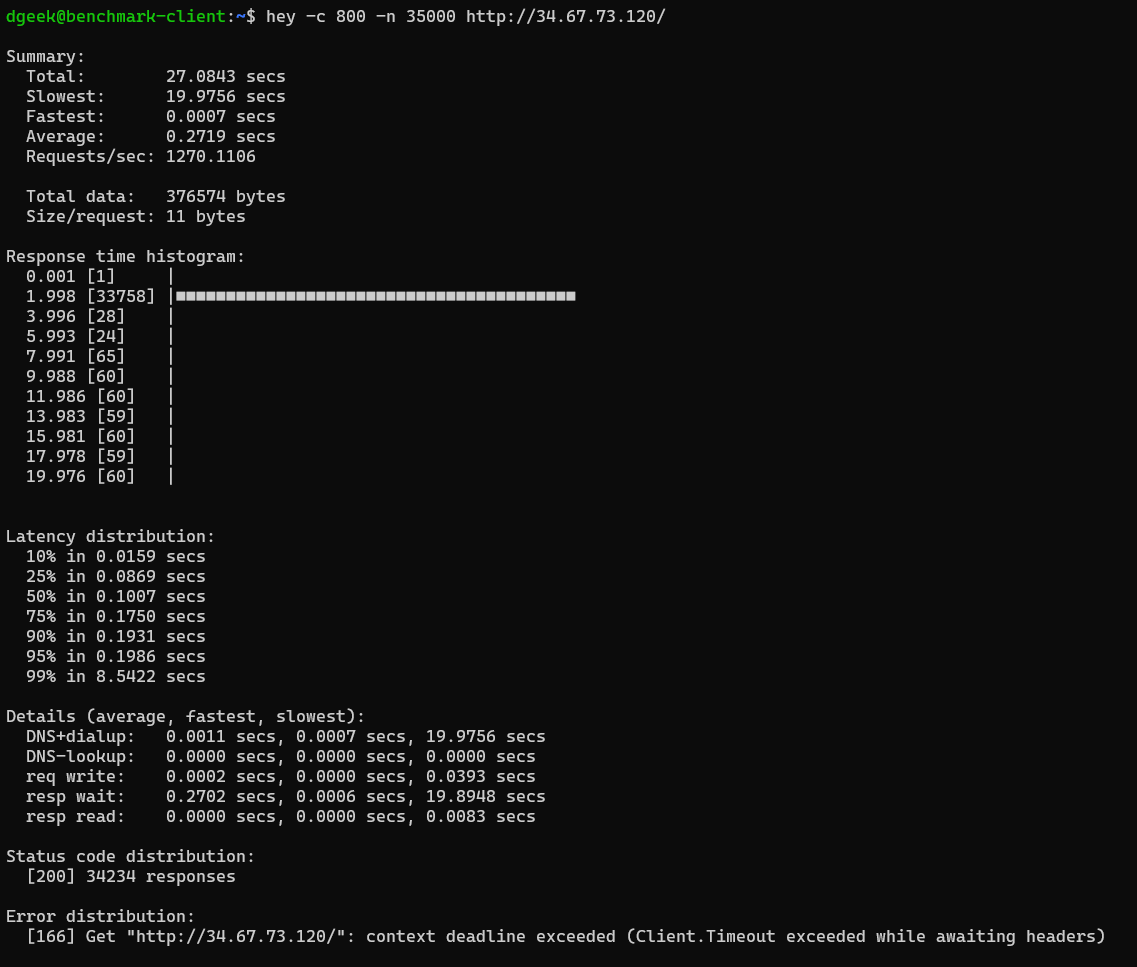 dgeek@benchmark-client:~$ hey -c 800 -n 35000 http://34.67.73.120/
Summary:
Total: 27.0843 secs
Slowest: 19.9756 secs
Fastest: 0.0007 secs
Average: 0.2719 secs
Requests/sec: 1270.1106
Total data: 376574 bytes
Size/request: 11 bytes
Response time histogram:
0.001 [1] |
1.998 [33758] |■■■■■■■■■■■■■■■■■■■■■■■■■■■■■■■■■■■■■■■■
3.996 [28] |
5.993 [24] |
7.991 [65] |
9.988 [60] |
11.986 [60] |
13.983 [59] |
15.981 [60] |
17.978 [59] |
19.976 [60] |
Latency distribution:
10% in 0.0159 secs
25% in 0.0869 secs
50% in 0.1007 secs
75% in 0.1750 secs
90% in 0.1931 secs
95% in 0.1986 secs
99% in 8.5422 secs
Details (average, fastest, slowest):
DNS+dialup: 0.0011 secs, 0.0007 secs, 19.9756 secs
DNS-lookup: 0.0000 secs, 0.0000 secs, 0.0000 secs
req write: 0.0002 secs, 0.0000 secs, 0.0393 secs
resp wait: 0.2702 secs, 0.0006 secs, 19.8948 secs
resp read: 0.0000 secs, 0.0000 secs, 0.0083 secs
Status code distribution:
[200] 34234 responses
Error distribution:
[166] Get "http://34.67.73.120/": context deadline exceeded (Client.Timeout exceeded while awaiting headers)